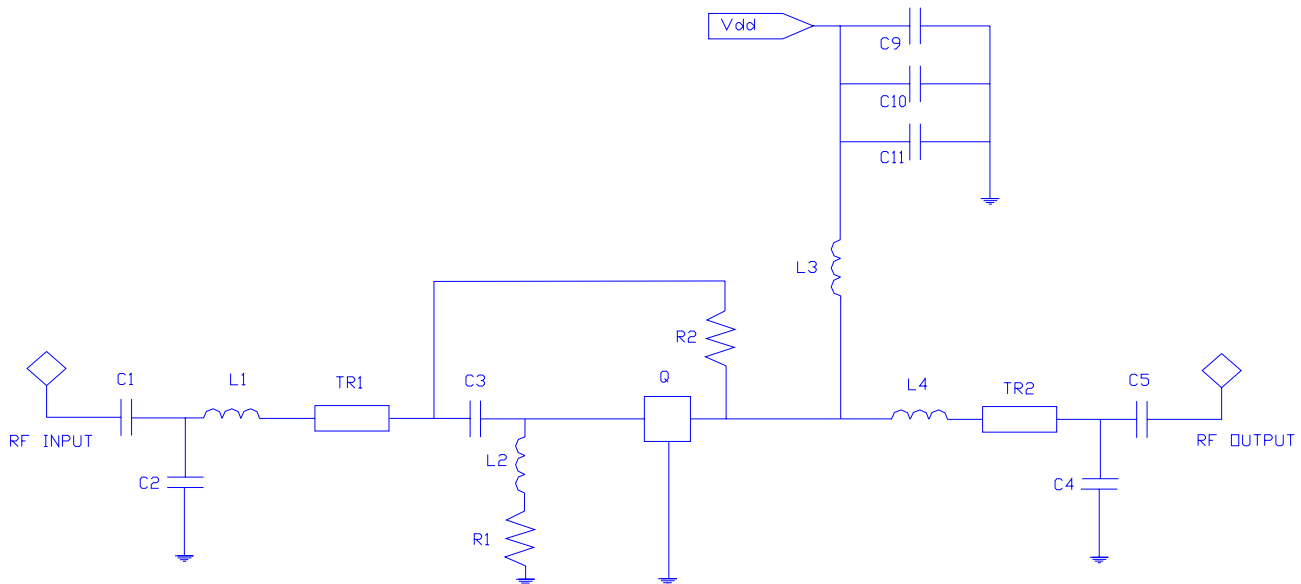 Vdd
C9
C10
C11
L3
R2
C1
L1
TR1
C3
Q
L4
TR2
C5
RF INPUT
RF OUTPUT
C2
L2
C4
R1